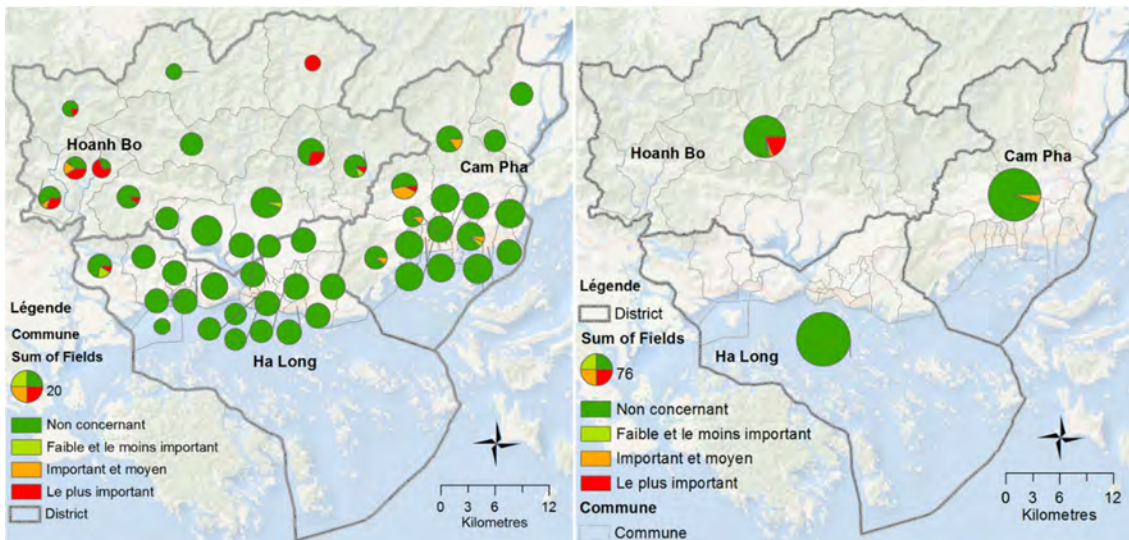 Hoanh Bo
Cam Pha
Ha Long
Légende
Commune
Sum of Fields
20
Non concernant
Faible et le moins important
Important et moyen
Le plus important
District
0 3 6 12
Kilometres
Hoanh Bo
Cam Pha
Ha Long
Légende
District
Sum of Fields
76
Non concernant
Faible et le moins important
Important et moyen
Le plus important
Commune
Commune
0 3 6 12
Kilometres